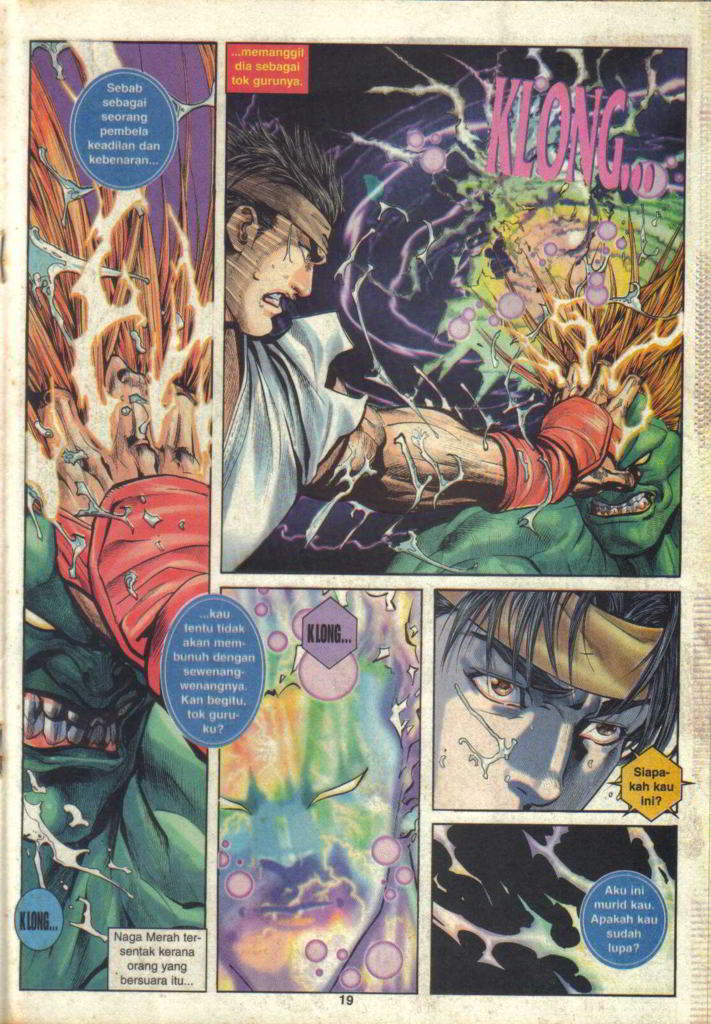 Sebab
sebagai
seorang
pembela
keadilan dan
kebenaran...
...kau
tentu tidak
akan mem-
bunuh dengan
sewenang-
wenangnya.
Kan begitu,
tok guru-
ku?
KLONG...
Naga Merah ter-
sentak kerana
orang yang
bersuara itu...
...memanggil
dia sebagai
tok gurunya.
KLONG...
KLONG...
Siapa-
kah kau
ini?
Aku ini
murid kau.
Apakah kau
sudah
lupa?
19